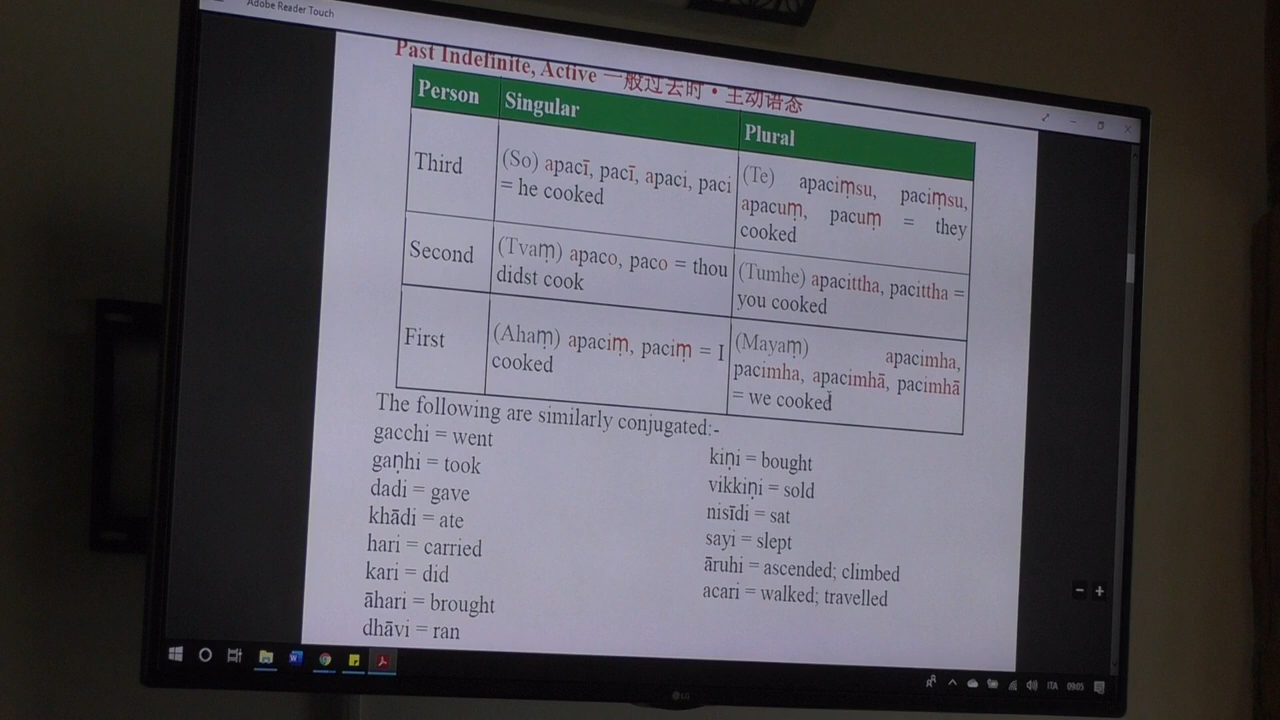 Adobe Reader Touch
Past Indefinite, Active 一般过去时 • 主动语态
Person Singular Plural
Third
(So) apacī, pacī, apaci, paci
= he cooked
(Te) apaciṃsu, paciṃsu,
apacuṃ, pacuṃ = they
cooked
Second
(Tvaṃ) apaco, paco = thou
didst cook
(Tumhe) apacittha, pacittha =
you cooked
First
(Ahaṃ) apaciṃ, paciṃ = I
cooked
(Mayaṃ) apacimha,
pacimha, apacimhā, pacimhā
= we cooked
The following are similarly conjugated:-
gacchi = went
gaṇhi = took
dadi = gave
khādi = ate
hari = carried
kari = did
āhari = brought
dhāvi = ran
kiṇi = bought
vikkiṇi = sold
nisīdi = sat
sayi = slept
āruhi = ascended; climbed
acari = walked; travelled
ITA 09:05
LG